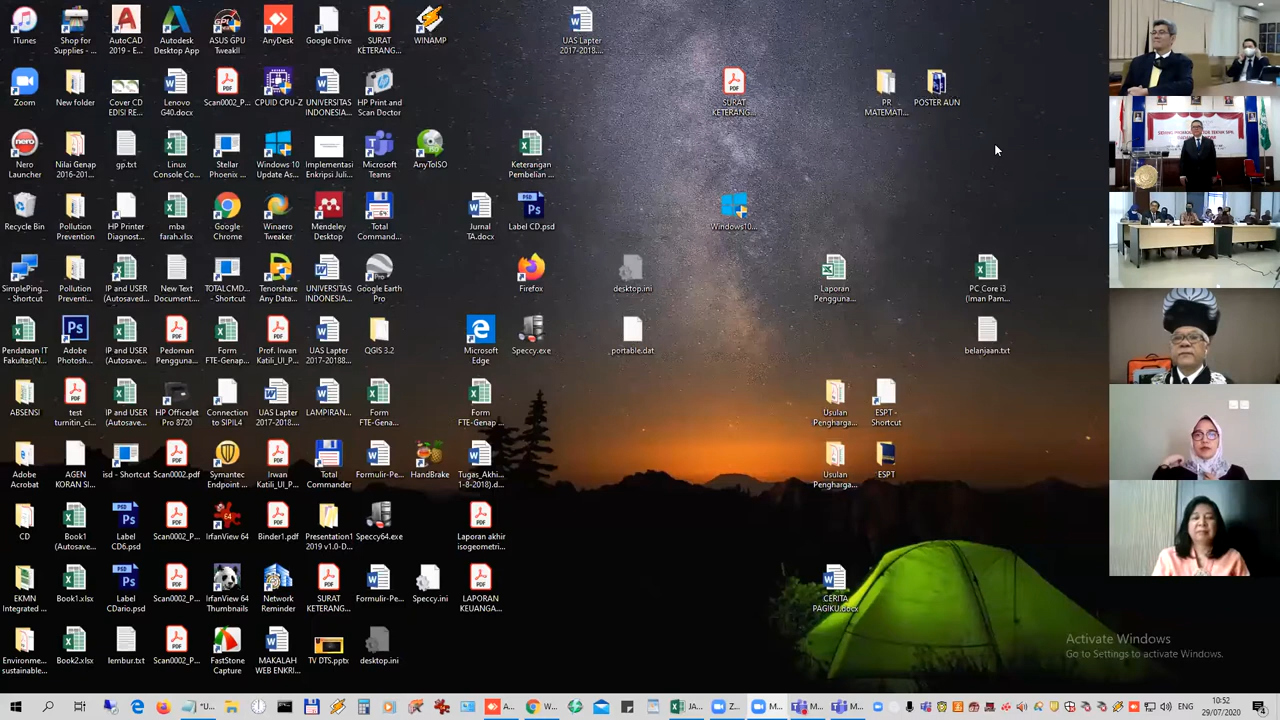 iTunes
Shop for
Supplies - ...
AutoCAD
2019 - E...
Autodesk
Desktop App
ASUS GPU
TweakII
AnyDesk
Google Drive
SURAT
KETERANG...
WINAMP
UAS Lapter
2017-2018....
Zoom
New folder
Cover CD
EDISI RE...
Lenovo
G40.docx
Scan0002_P...
CPUID CPU-Z
UNIVERSITAS
INDONESIA...
HP Print and
Scan Doctor
SURAT
KETERANG...
PR
MATEMATI...
POSTER AUN
Nero
Launcher
Nilai Genap
2016-201...
gp.txt
Linux
Console Co...
Stellar
Phoenix ...
Windows 10
Update As...
Implementasi
Enkripsi Juli...
Microsoft
Teams
AnyToISO
Keterangan
Pembelian ...
Recycle Bin
Pollution
Prevention
HP Printer
Diagnost...
mba
farah.xlsx
Google
Chrome
Winaero
Tweaker
Mendeley
Desktop
Total
Command...
Jurnal
TA.docx
Label CD.psd
Windows10...
SimplePing...
- Shortcut
Pollution
Preventi...
IP and USER
(Autosaved...
New Text
Document....
TOTALCMD...
- Shortcut
Tenorshare
Any Data...
UNIVERSITAS
INDONESIA...
Google Earth
Pro
Firefox
desktop.ini
Laporan
Pengguna...
PC Core i3
(Iman Pam...
Pendataan IT
Fakultas(N...
Adobe
Photosh...
IP and USER
(Autosave...
Pedoman
Pengguna...
Form
FTE-Genap...
Prof. Irwan
Katili_UI_P...
UAS Lapter
2017-20188...
QGIS 3.2
Microsoft
Edge
Speccy.exe
portable.dat
belanjaan.txt
ABSENSI
test
turnitin_ci...
IP and USER
(Autosave...
HP OfficeJet
Pro 8720
Connection
to SIPIL4
UAS Lapter
2017-2018...
LAMPIRAN...
Form
FTE-Gena...
Form
FTE-Genap ...
Usulan
Pengharga...
ESPT -
Shortcut
Adobe
Acrobat
AGEN
KORAN SI...
isd - Shortcut
Scan0002.pdf
Symantec
Endpoint ...
Irwan
Katili_UI_P...
Total
Commander
Formulir-Pe...
HandBrake
Tugas_Akhi...
1-8-2018).d...
Usulan
Pengharga...
ESPT
CD
Book1
(Autosave...
Label
CD6.psd
Scan0002_P...
IrfanView 64
Binder1.pdf
Presentation1
2019 v1.0-D...
Speccy64.exe
Laporan akhir
isogeometri...
EKMN
Integrated ...
Book1.xlsx
Label
CDario.psd
Scan0002_P...
IrfanView 64
Thumbnails
Network
Reminder
SURAT
KETERANG...
Formulir-Pe...
Speccy.ini
LAPORAN
KEUANGA...
CERITA
PAGIKU.docx
Environme...
sustainable...
Book2.xlsx
lembur.txt
Scan0002_P...
FastStone
Capture
MAKALAH
WEB ENKRI...
TV DTS.pptx
desktop.ini
Activate Windows
Go to Settings to activate Windows.
A...
W...
JA...
Z...
M...
M...
M...
ENG
10:52
29/07/2020
4